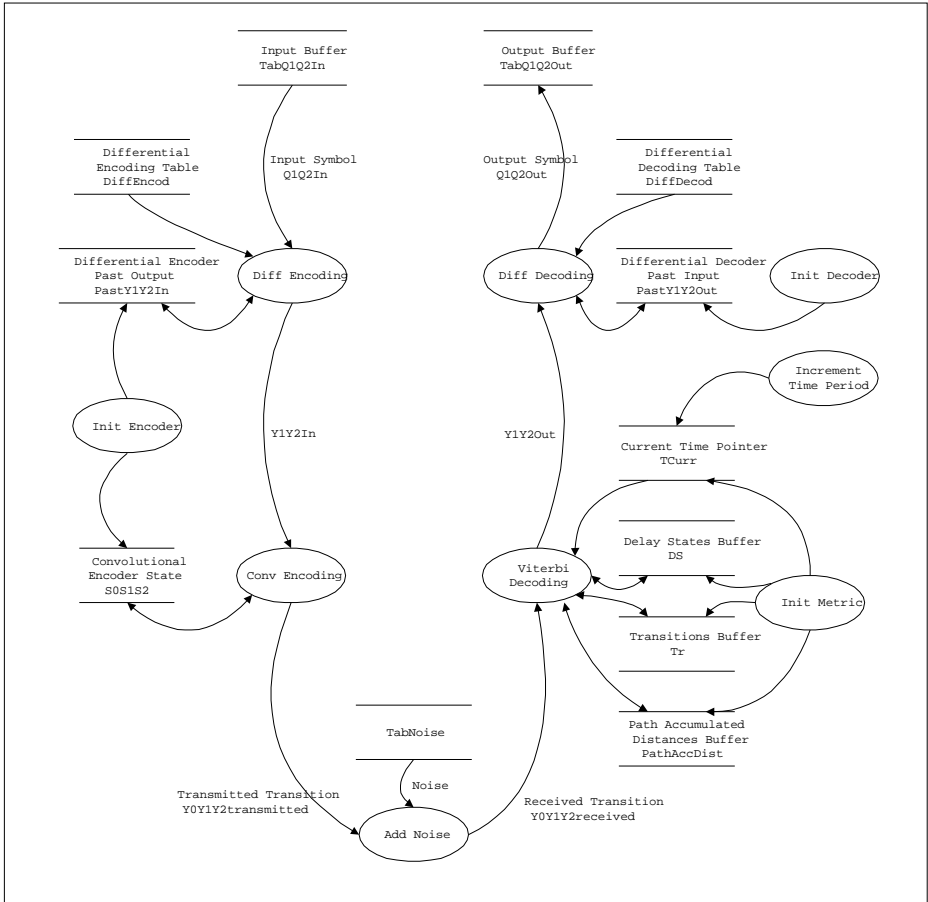 Input Buffer
TabQ1Q2In
Output Buffer
TabQ1Q2Out
Differential
Encoding Table
DiffEncod
Input Symbol
Q1Q2In
Output Symbol
Q1Q2Out
Differential
Decoding Table
DiffDecod
Differential Encoder
Past Output
PastY1Y2In
Diff Encoding
Diff Decoding
Differential Decoder
Past Input
PastY1Y2Out
Init Decoder
Increment
Time Period
Init Encoder
Y1Y2In
Y1Y2Out
Current Time Pointer
TCurr
Delay States Buffer
DS
Convolutional
Encoder State
S0S1S2
Conv Encoding
Viterbi
Decoding
Init Metric
Transitions Buffer
Tr
TabNoise
Path Accumulated
Distances Buffer
PathAccDist
Noise
Transmitted Transition
Y0Y1Y2transmitted
Received Transition
Y0Y1Y2received
Add Noise